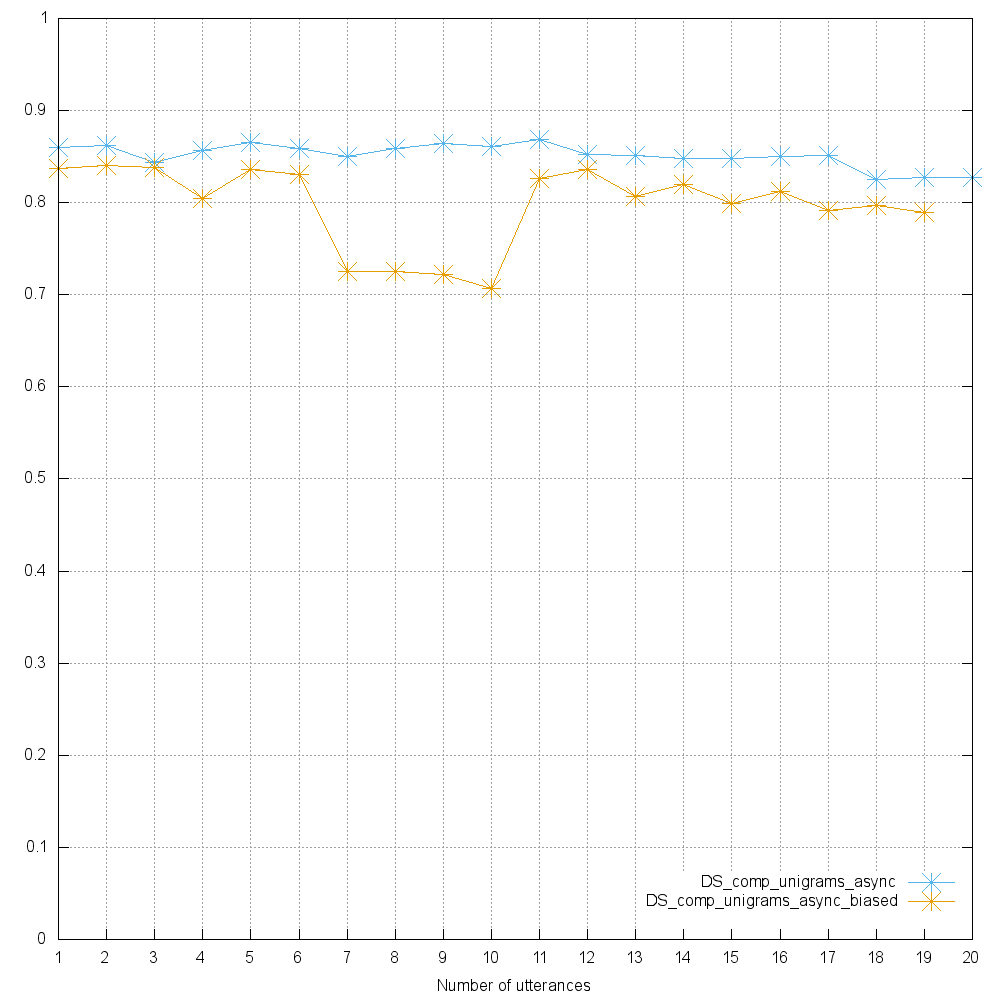 1
0.9
0.8
0.7
0.6
0.5
0.4
0.3
0.2
0.1
0
DS_comp_unigrams_async
DS_comp_unigrams_async_biased
1 2 3 4 5 6 7 8 9 10 11 12 13 14 15 16 17 18 19 20
Number of utterances